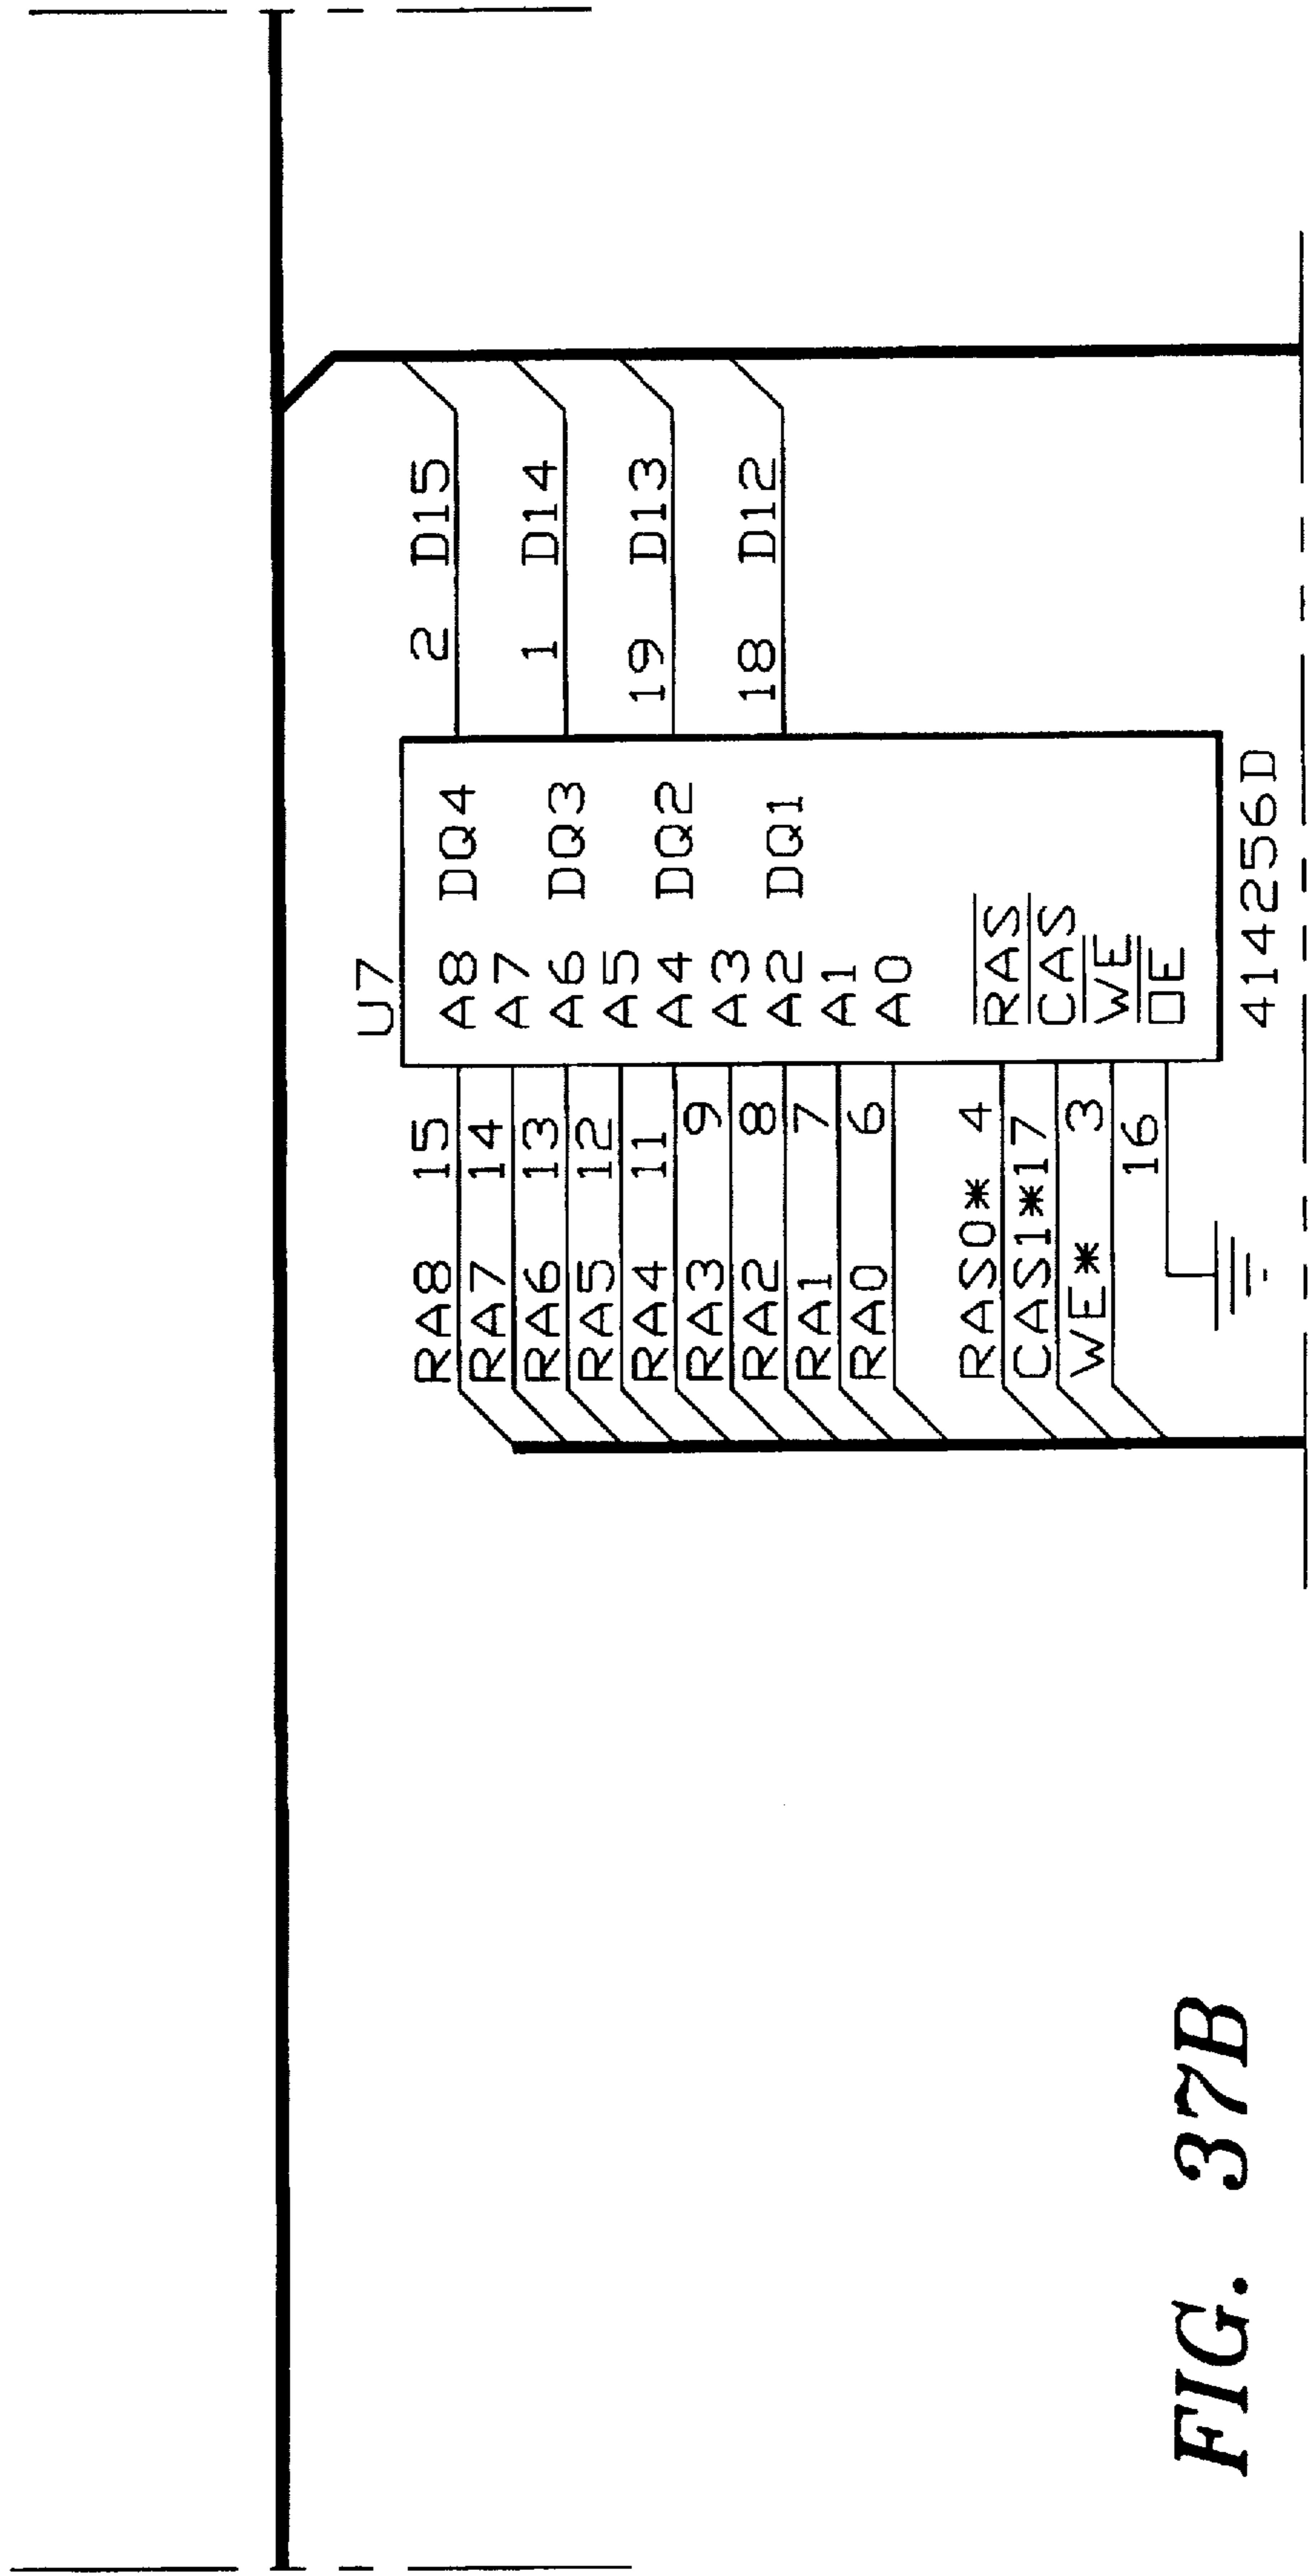 U7
RA8 15 A8 DQ4 2 D15
RA7 14 A7
RA6 13 A6 DQ3 1 D14
RA5 12 A5
RA4 11 A4 DQ2 19 D13
RA3 9 A3
RA2 8 A2 DQ1 18 D12
RA1 7 A1
RA0 6 A0
RAS0* 4 RAS
CAS1*17 CAS
WE* 3 WE
16 OE
414256D
FIG. 37B